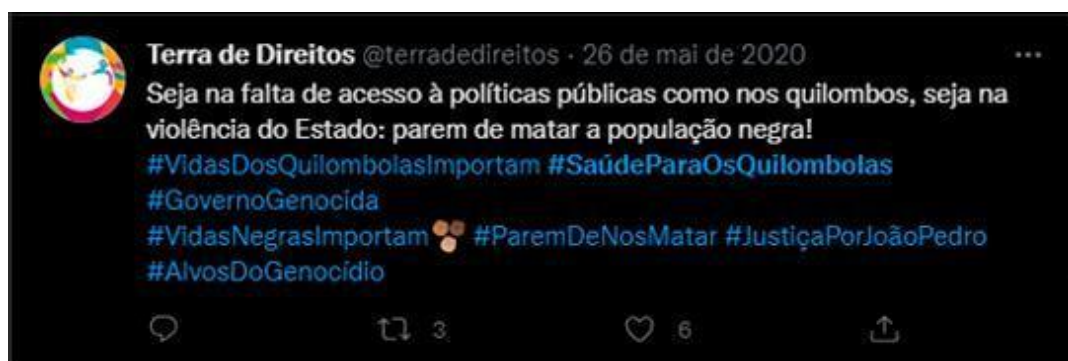 Terra de Direitos @terradedireitos · 26 de mai de 2020
Seja na falta de acesso à políticas públicas como nos quilombos, seja na
violência do Estado: parem de matar a população negra!
#VidasDosQuilombolasImportam #SaúdeParaOsQuilombolas
#GovernoGenocida
#VidasNegrasImportam #ParemDeNosMatar #JustiçaPorJoãoPedro
#AlvosDoGenocídio
3 6